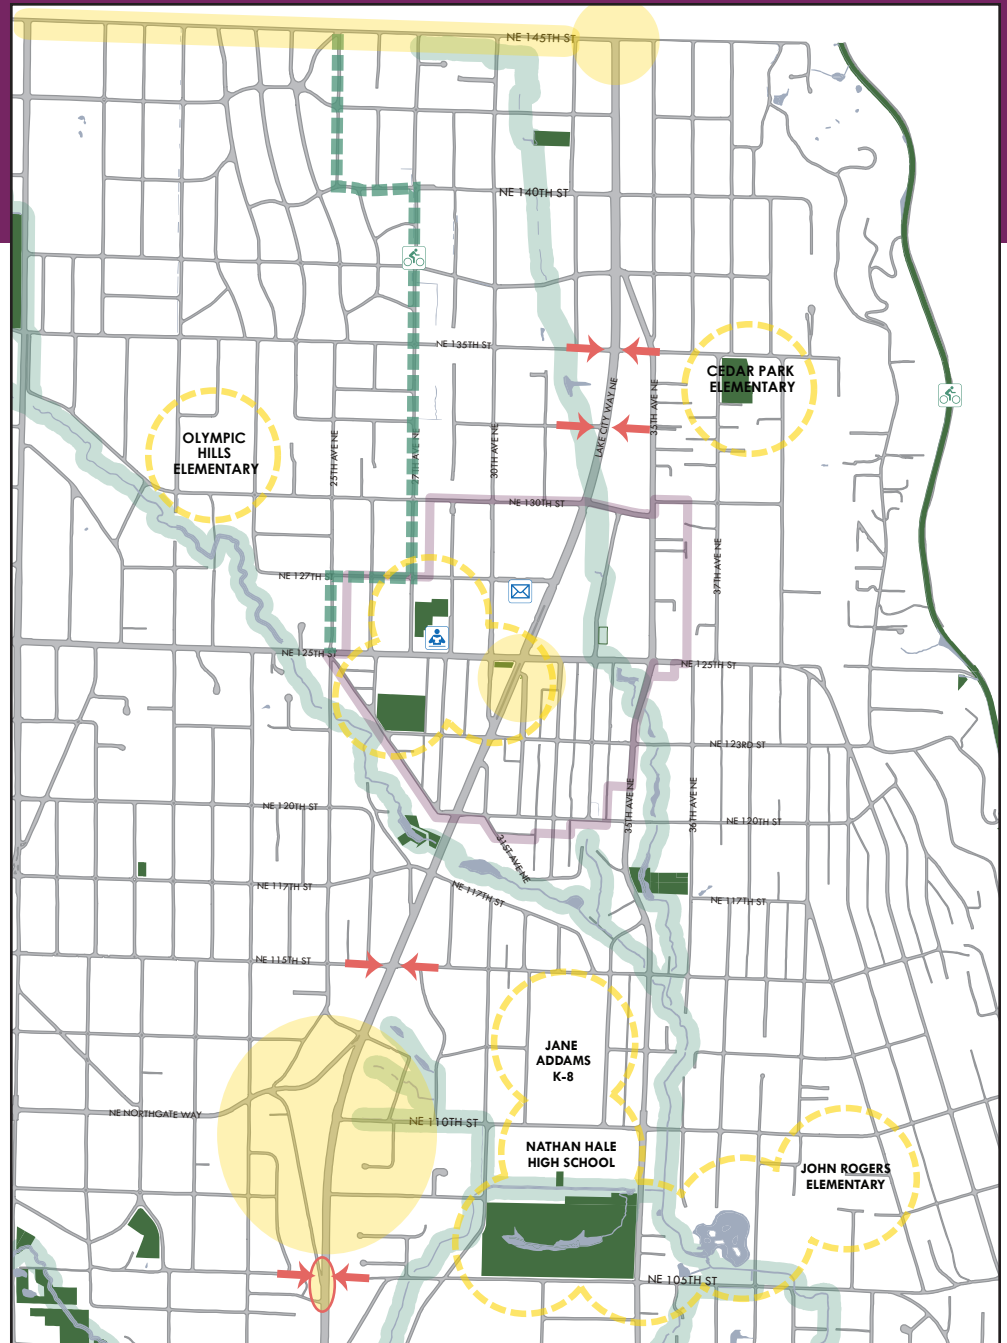 NE 145TH ST
NE 140TH ST
NE 135TH ST
CEDAR PARK
ELEMENTARY
LAKE CITY WAY NE
35TH AVE NE
OLYMPIC
HILLS
ELEMENTARY
25TH AVE NE
27TH AVE NE
30TH AVE NE
NE 130TH ST
37TH AVE NE
NE 127TH S
NE 125TH ST
NE 125TH ST
NE 123RD ST
NE 120TH ST
35TH AVE NE
36TH AVE NE
NE 120TH ST
31ST AVE NE
NE 117TH ST
NE 117TH ST
NE 117TH ST
NE 115TH ST
JANE
ADDAMS
K-8
NE NORTHGATE WAY
NE 110TH ST
NATHAN HALE
HIGH SCHOOL
JOHN ROGERS
ELEMENTARY
NE 105TH ST